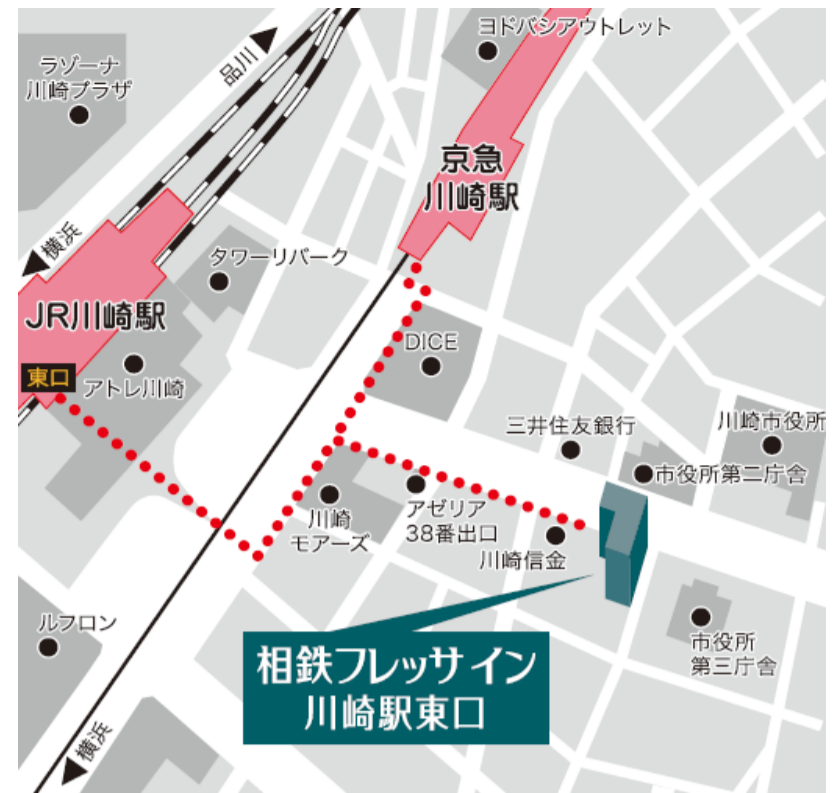 ヨドバシアウトレット
品川
ラゾーナ
川崎プラザ
京急
川崎駅
横浜
タワーリパーク
JR川崎駅
DICE
東口
アトレ川崎
三井住友銀行
川崎市役所
市役所第二庁舎
川崎
モアーズ
アゼリア
38番出口
川崎信金
ルフロン
市役所
第三庁舎
相鉄フレッサイン
川崎駅東口
横浜